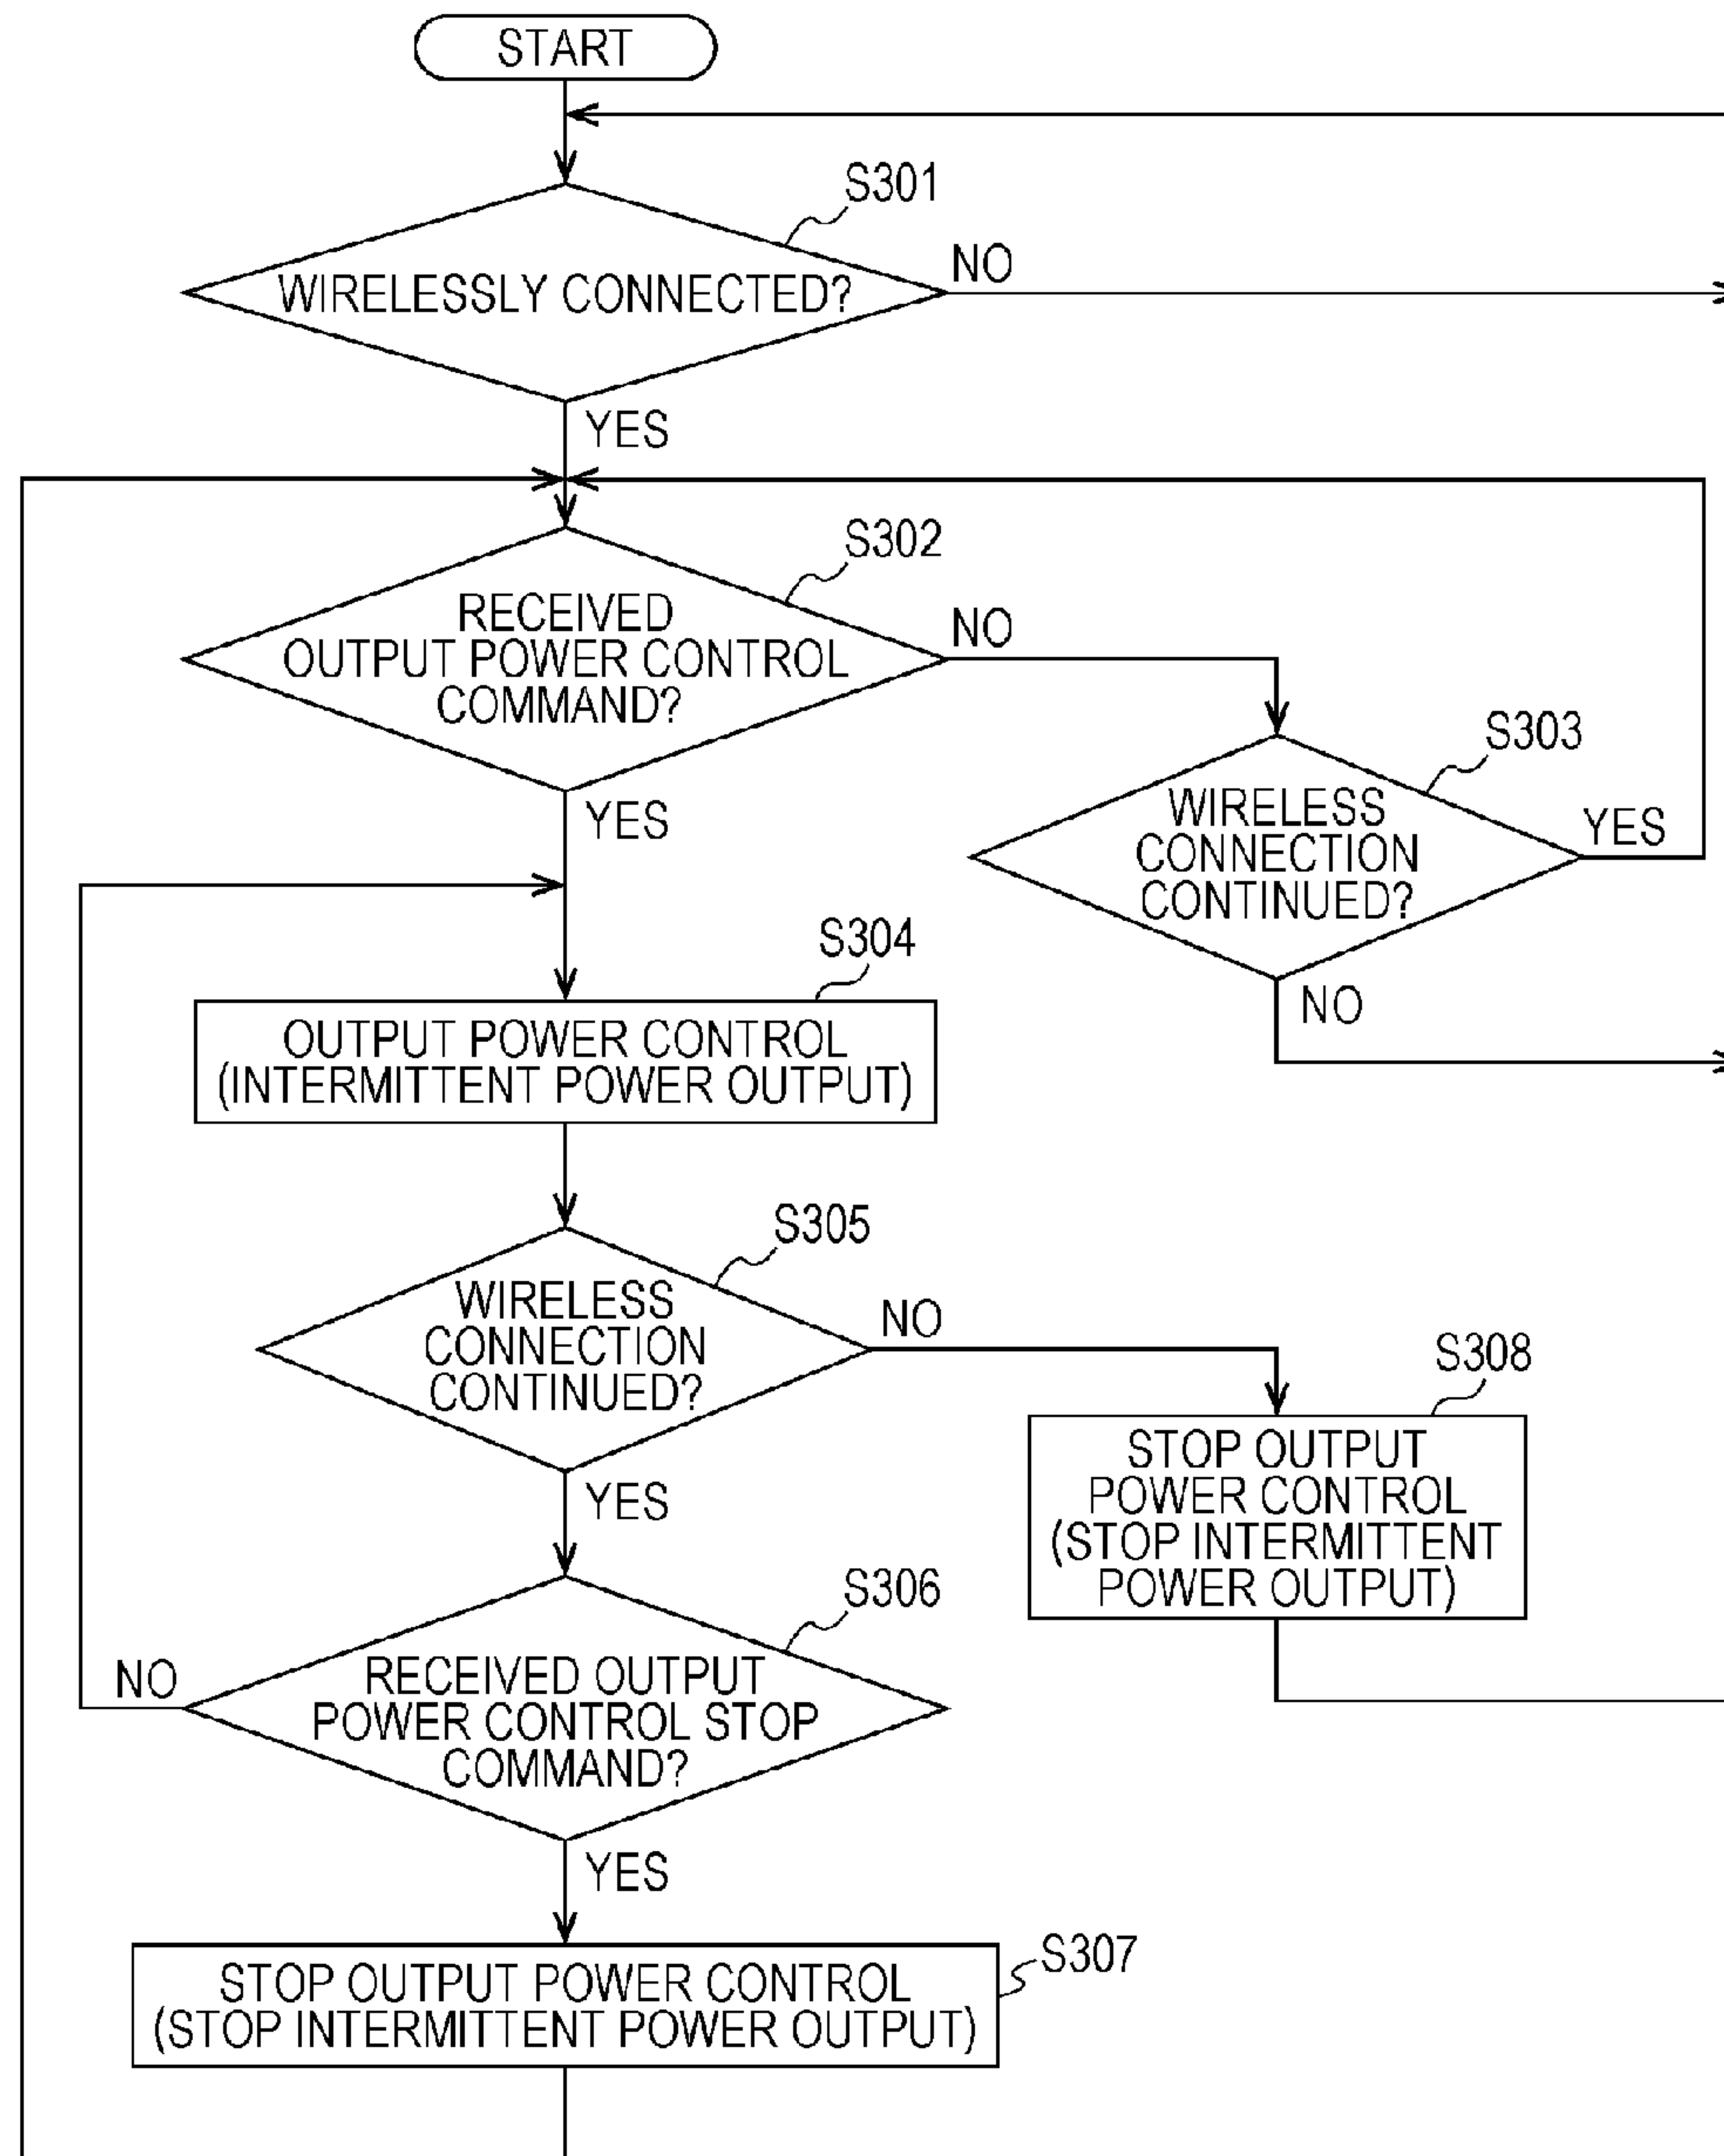 START
S301
WIRELESSLY CONNECTED?
NO
YES
S302
RECEIVED
OUTPUT POWER CONTROL
COMMAND?
NO
YES
S303
WIRELESS
CONNECTION
CONTINUED?
YES
NO
S304
OUTPUT POWER CONTROL
(INTERMITTENT POWER OUTPUT)
S305
WIRELESS
CONNECTION
CONTINUED?
NO
YES
S308
STOP OUTPUT
POWER CONTROL
(STOP INTERMITTENT
POWER OUTPUT)
S306
RECEIVED OUTPUT
POWER CONTROL STOP
COMMAND?
NO
YES
S307
STOP OUTPUT POWER CONTROL
(STOP INTERMITTENT POWER OUTPUT)